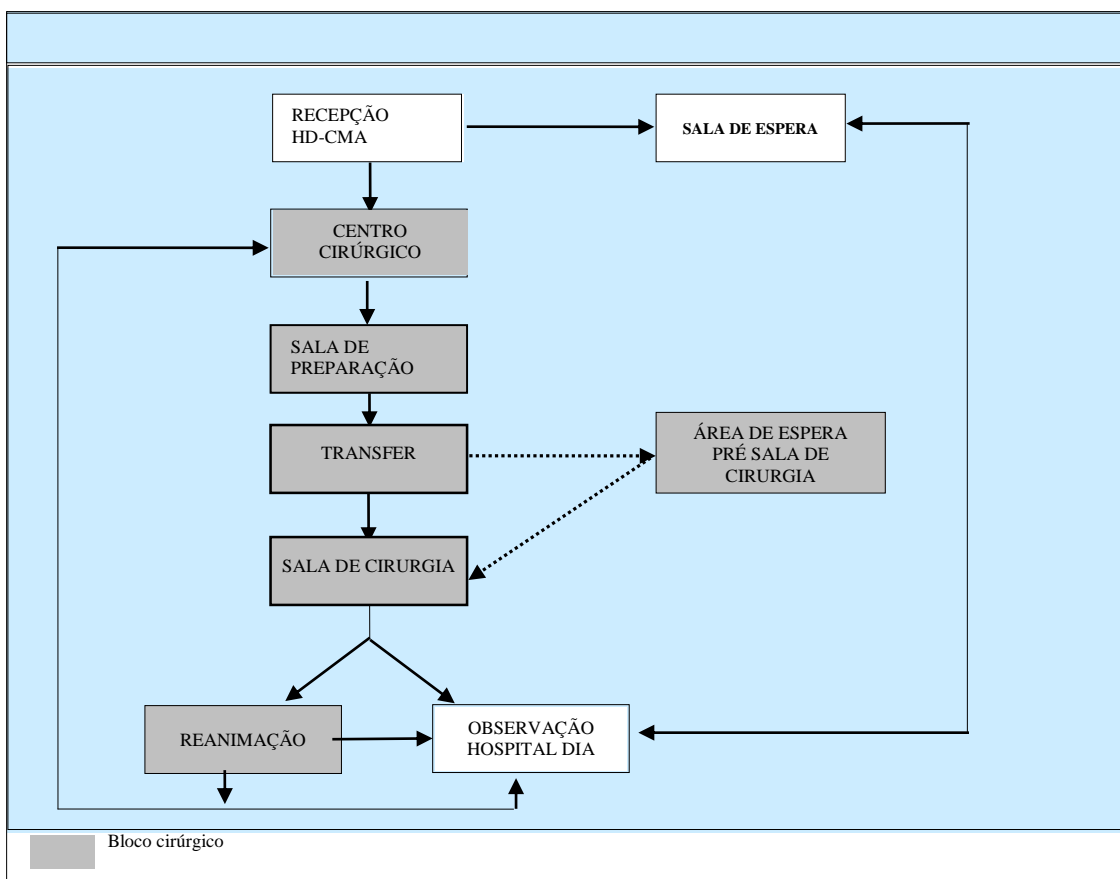 RECEPÇÃO
HD-CMA
SALA DE ESPERA
CENTRO
CIRÚRGICO
SALA DE
PREPARAÇÃO
TRANSFER
ÁREA DE ESPERA
PRÉ SALA DE
CIRURGIA
SALA DE CIRURGIA
REANIMAÇÃO
OBSERVAÇÃO
HOSPITAL DIA
Bloco cirúrgico